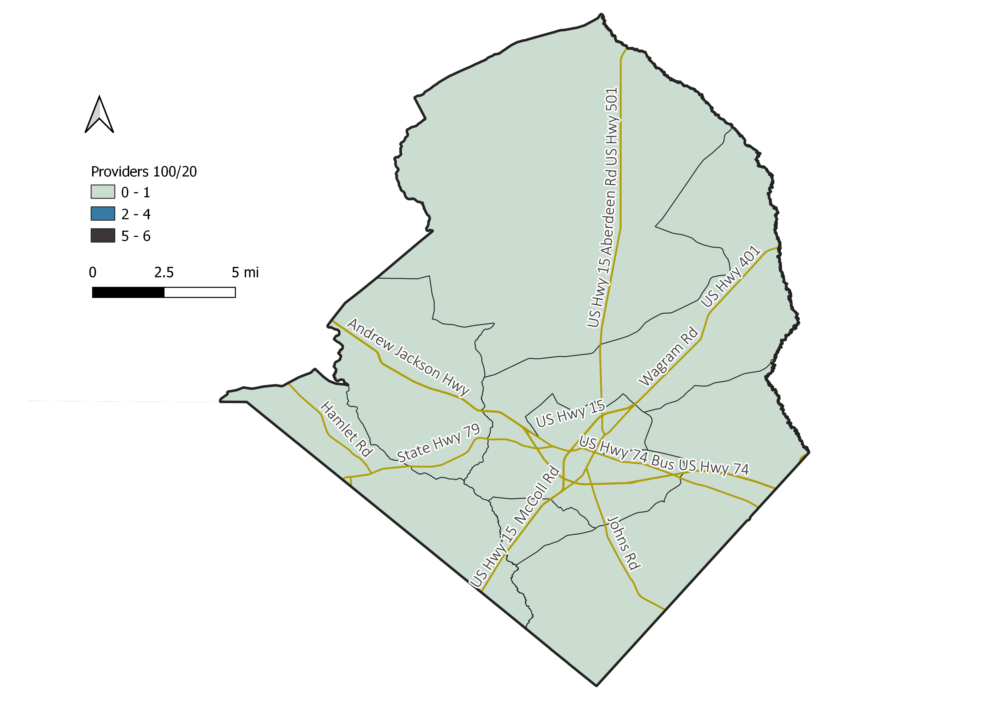 Providers 100/20
0 - 1
2 - 4
5 - 6
0 2.5 5 mi
US Hwy 15 Aberdeen Rd US Hwy 501
US Hwy 401
Wagram Rd
Andrew Jackson Hwy
US Hwy 15
Hamlet Rd
State Hwy 79
US Hwy 74 Bus US Hwy 74
US Hwy 15 McColl Rd
Johns Rd